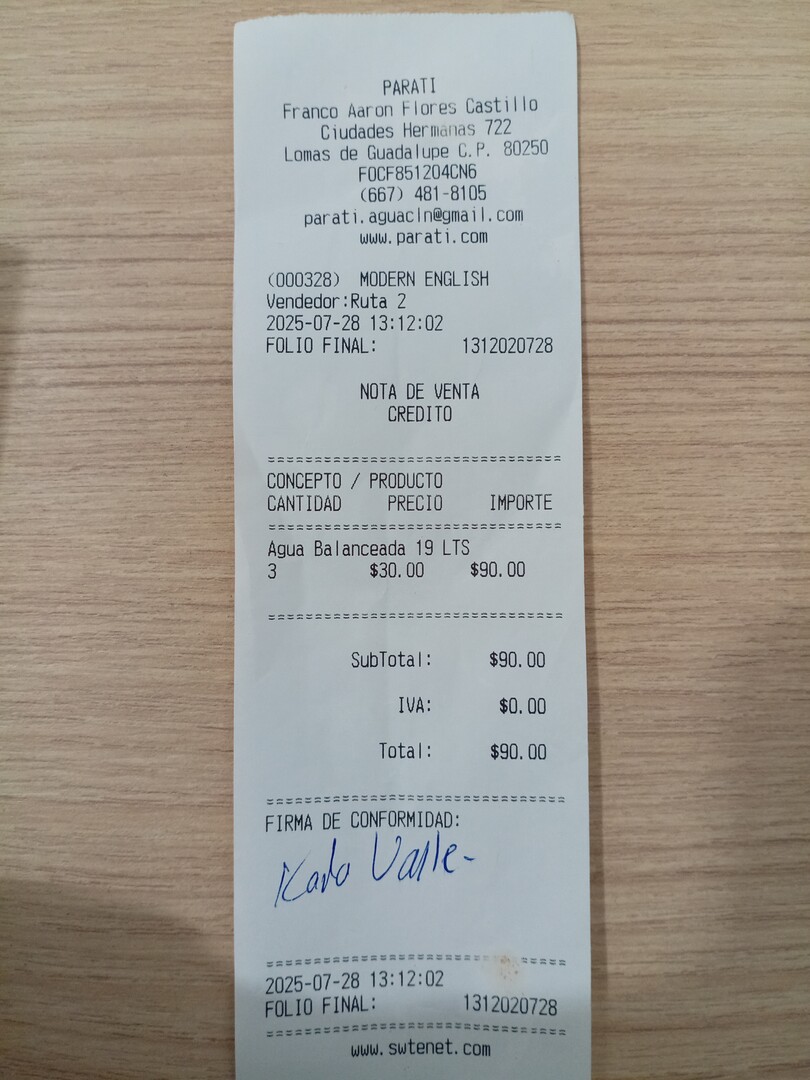 PARATI
Franco Aaron Flores Castillo
Ciudades Hermanas 722
Lomas de Guadalupe C.P. 80250
FOCF851204CN6
(667) 481-8105
parati.aguacln@gmail.com
www.parati.com
(000328) MODERN ENGLISH
Vendedor:Ruta 2
2025-07-28 13:12:02
FOLIO FINAL: 1312020728
NOTA DE VENTA
CREDITO
================================
CONCEPTO / PRODUCTO
CANTIDAD PRECIO IMPORTE
================================
Agua Balanceada 19 LTS
3 $30.00 $90.00
================================
SubTotal: $90.00
IVA: $0.00
Total: $90.00
================================
FIRMA DE CONFORMIDAD:
Valle
================================
2025-07-28 13:12:02
FOLIO FINAL: 1312020728
================================
www.swtenet.com